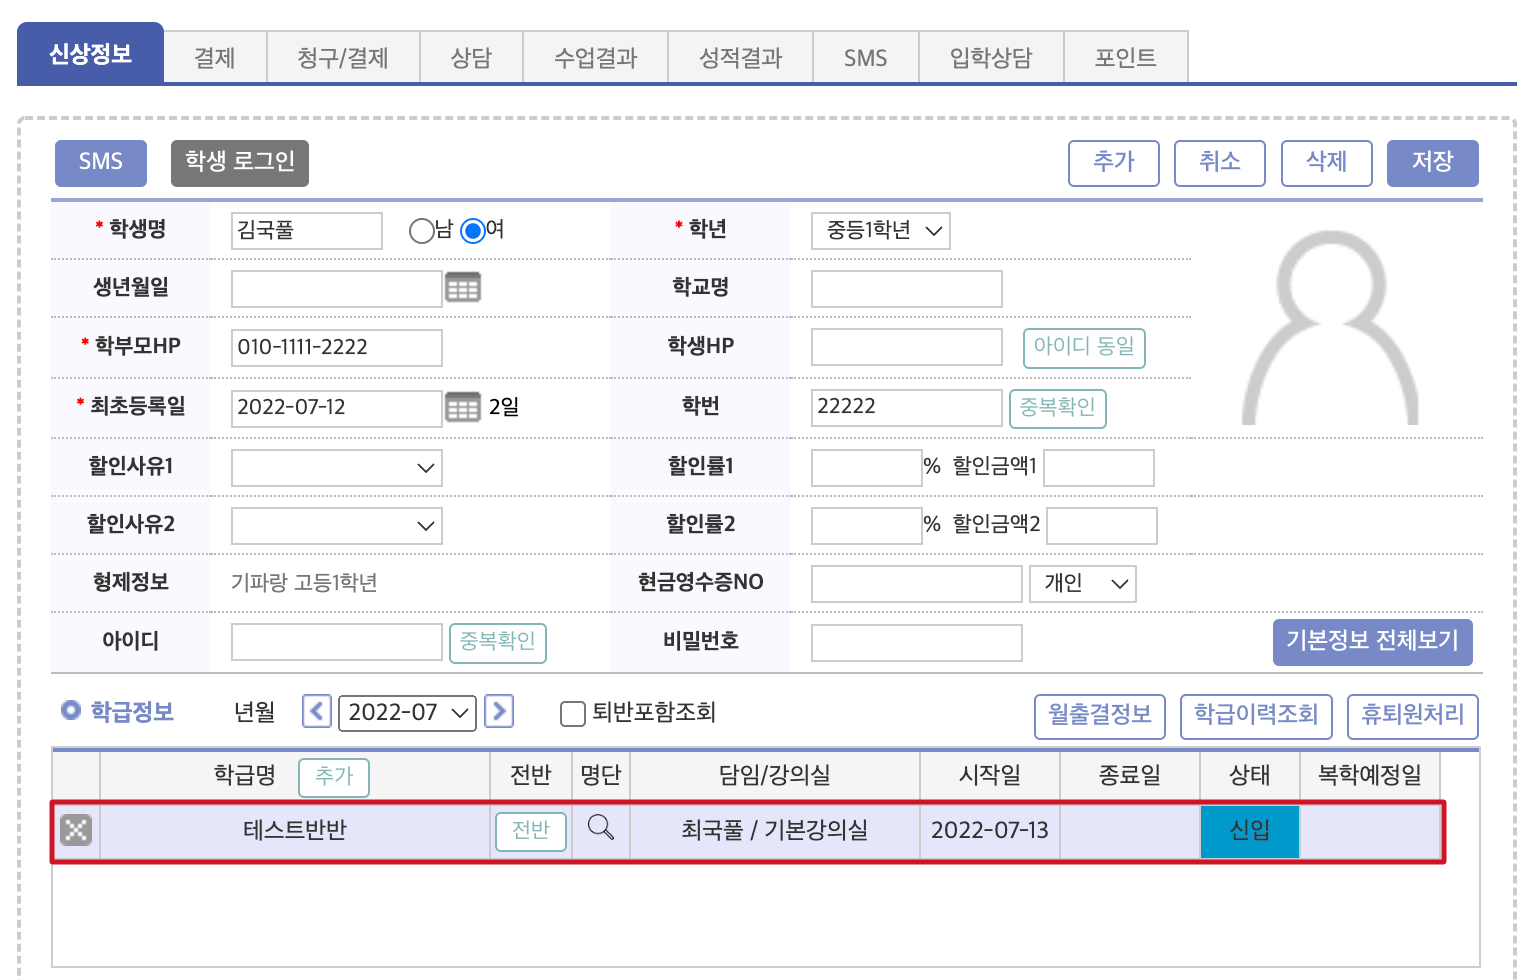 신상정보 결제 청구/결제 상담 수업결과 성적결과 SMS 입학상담 포인트
SMS 학생 로그인 추가 취소 삭제 저장
* 학생명 김국풀 남 여 * 학년 중등1학년
생년월일 학교명
* 학부모HP 010-1111-2222 학생HP 아이디 동일
* 최초등록일 2022-07-12 2일 학번 22222 중복확인
할인사유1 할인률1 % 할인금액1
할인사유2 할인률2 % 할인금액2
형제정보 기파랑 고등1학년 현금영수증NO 개인
아이디 중복확인 비밀번호 기본정보 전체보기
학급정보 년월 2022-07 퇴반포함조회 월출결정보 학급이력조회 휴퇴원처리
학급명 추가 전반 명단 담임/강의실 시작일 종료일 상태 복학예정일
테스트반반 전반 최국풀 / 기본강의실 2022-07-13 신입